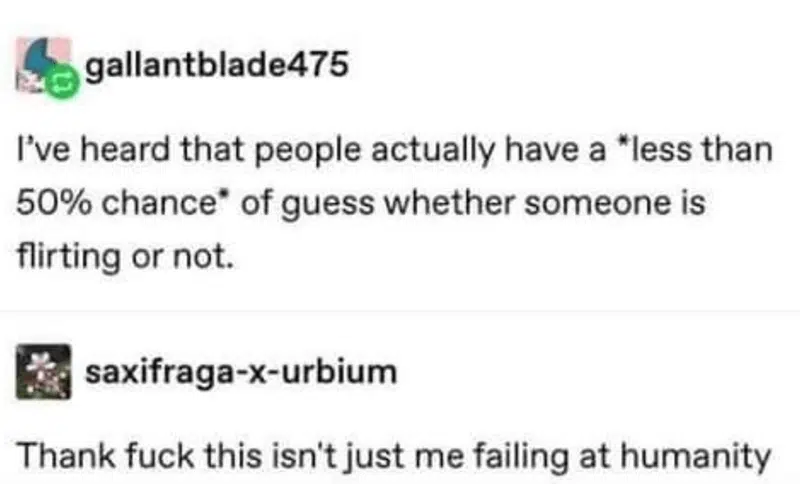 gallantblade475
I've heard that people actually have a *less than
50% chance* of guess whether someone is
flirting or not.
saxifraga-x-urbium
Thank fuck this isn't just me failing at humanity